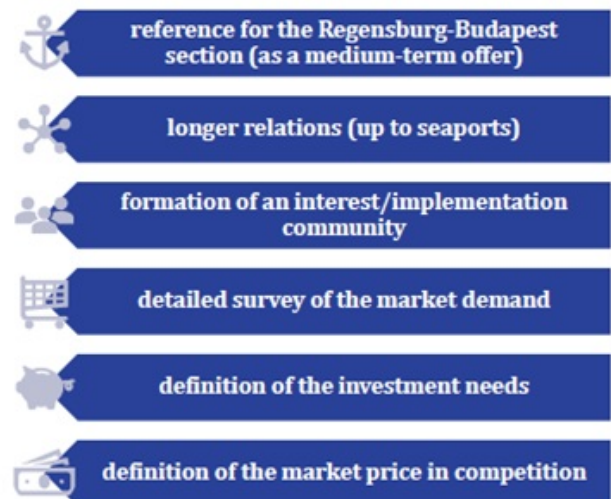 reference for the Regensburg-Budapest
section (as a medium-term offer)
longer relations (up to seaports)
formation of an interest/implementation
community
detailed survey of the market demand
definition of the investment needs
definition of the market price in competition